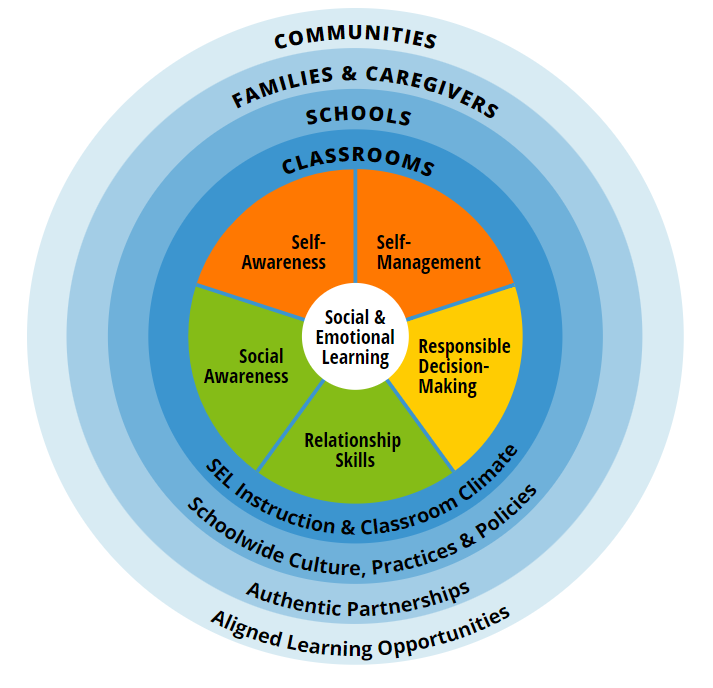 COMMUNITIES
FAMILIES & CAREGIVERS
SCHOOLS
CLASSROOMS
Self-
Awareness
Self-
Management
Social &
Emotional
Learning
Social
Awareness
Responsible
Decision-
Making
Relationship
Skills
SEL Instruction & Classroom Climate
Schoolwide Culture, Practices & Policies
Authentic Partnerships
Aligned Learning Opportunities